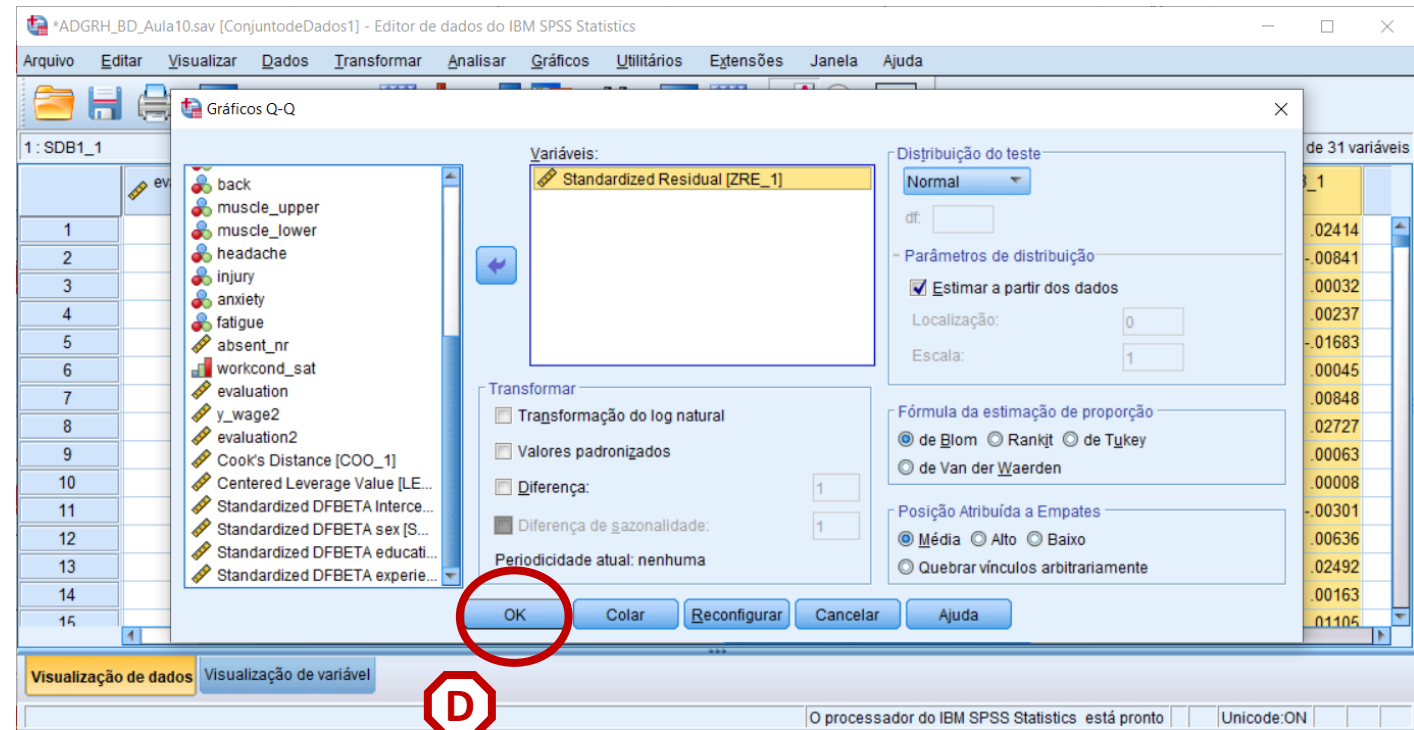 *ADGRH_BD_Aula10.sav [ConjuntodeDados1] - Editor de dados do IBM SPSS Statistics
Arquivo Editar Visualizar Dados Transformar Analisar Gráficos Utilitários Extensões Janela Ajuda
Gráficos Q-Q
1 : SDB1_1
de 31 variáveis
back
muscle_upper
muscle_lower
headache
injury
anxiety
fatigue
absent_nr
workcond_sat
evaluation
y_wage2
evaluation2
Cook's Distance [COO_1]
Centered Leverage Value [LE...
Standardized DFBETA Interce...
Standardized DFBETA sex [S...
Standardized DFBETA educati...
Standardized DFBETA experie...
Variáveis:
Standardized Residual [ZRE_1]
Transformar
Transformação do log natural
Valores padronizados
Diferença: 1
Diferença de sazonalidade: 1
Periodicidade atual: nenhuma
Distribuição do teste
Normal
df:
Parâmetros de distribuição
Estimar a partir dos dados
Localização: 0
Escala: 1
Fórmula da estimação de proporção
de Blom Rankit de Tukey
de Van der Waerden
Posição Atribuída a Empates
Média Alto Baixo
Quebrar vínculos arbitrariamente
OK Colar Reconfigurar Cancelar Ajuda
1 .02414
2 -.00841
3 .00032
4 .00237
5 -.01683
6 .00045
7 .00848
8 .02727
9 .00063
10 .00008
11 -.00301
12 .00636
13 .02492
14 .00163
15 .01105
Visualização de dados Visualização de variável
D
O processador do IBM SPSS Statistics está pronto Unicode:ON